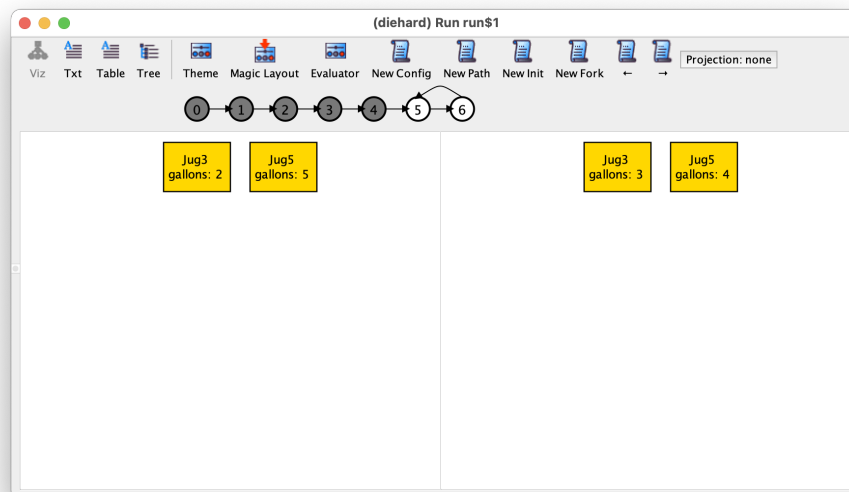 (diehard) Run run$1
Viz Txt Table Tree Theme Magic Layout Evaluator New Config New Path New Init New Fork ← → Projection: none
0 1 2 3 4 5 6
Jug3 Jug5 Jug3 Jug5
gallons: 2 gallons: 5 gallons: 3 gallons: 4